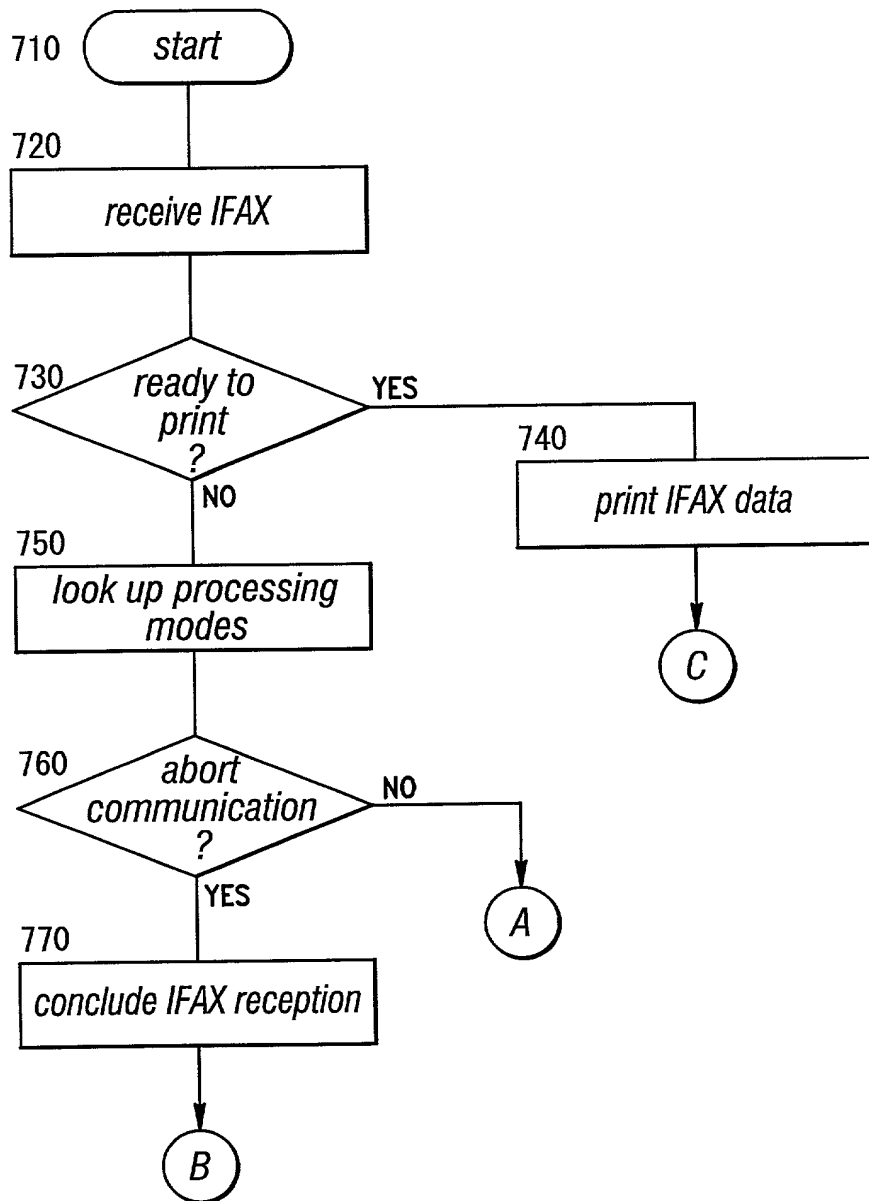 710
start
720
receive IFAX
730
ready to
print
?
YES
NO
740
print IFAX data
C
750
look up processing
modes
760
abort
communication
?
NO
A
YES
770
conclude IFAX reception
B